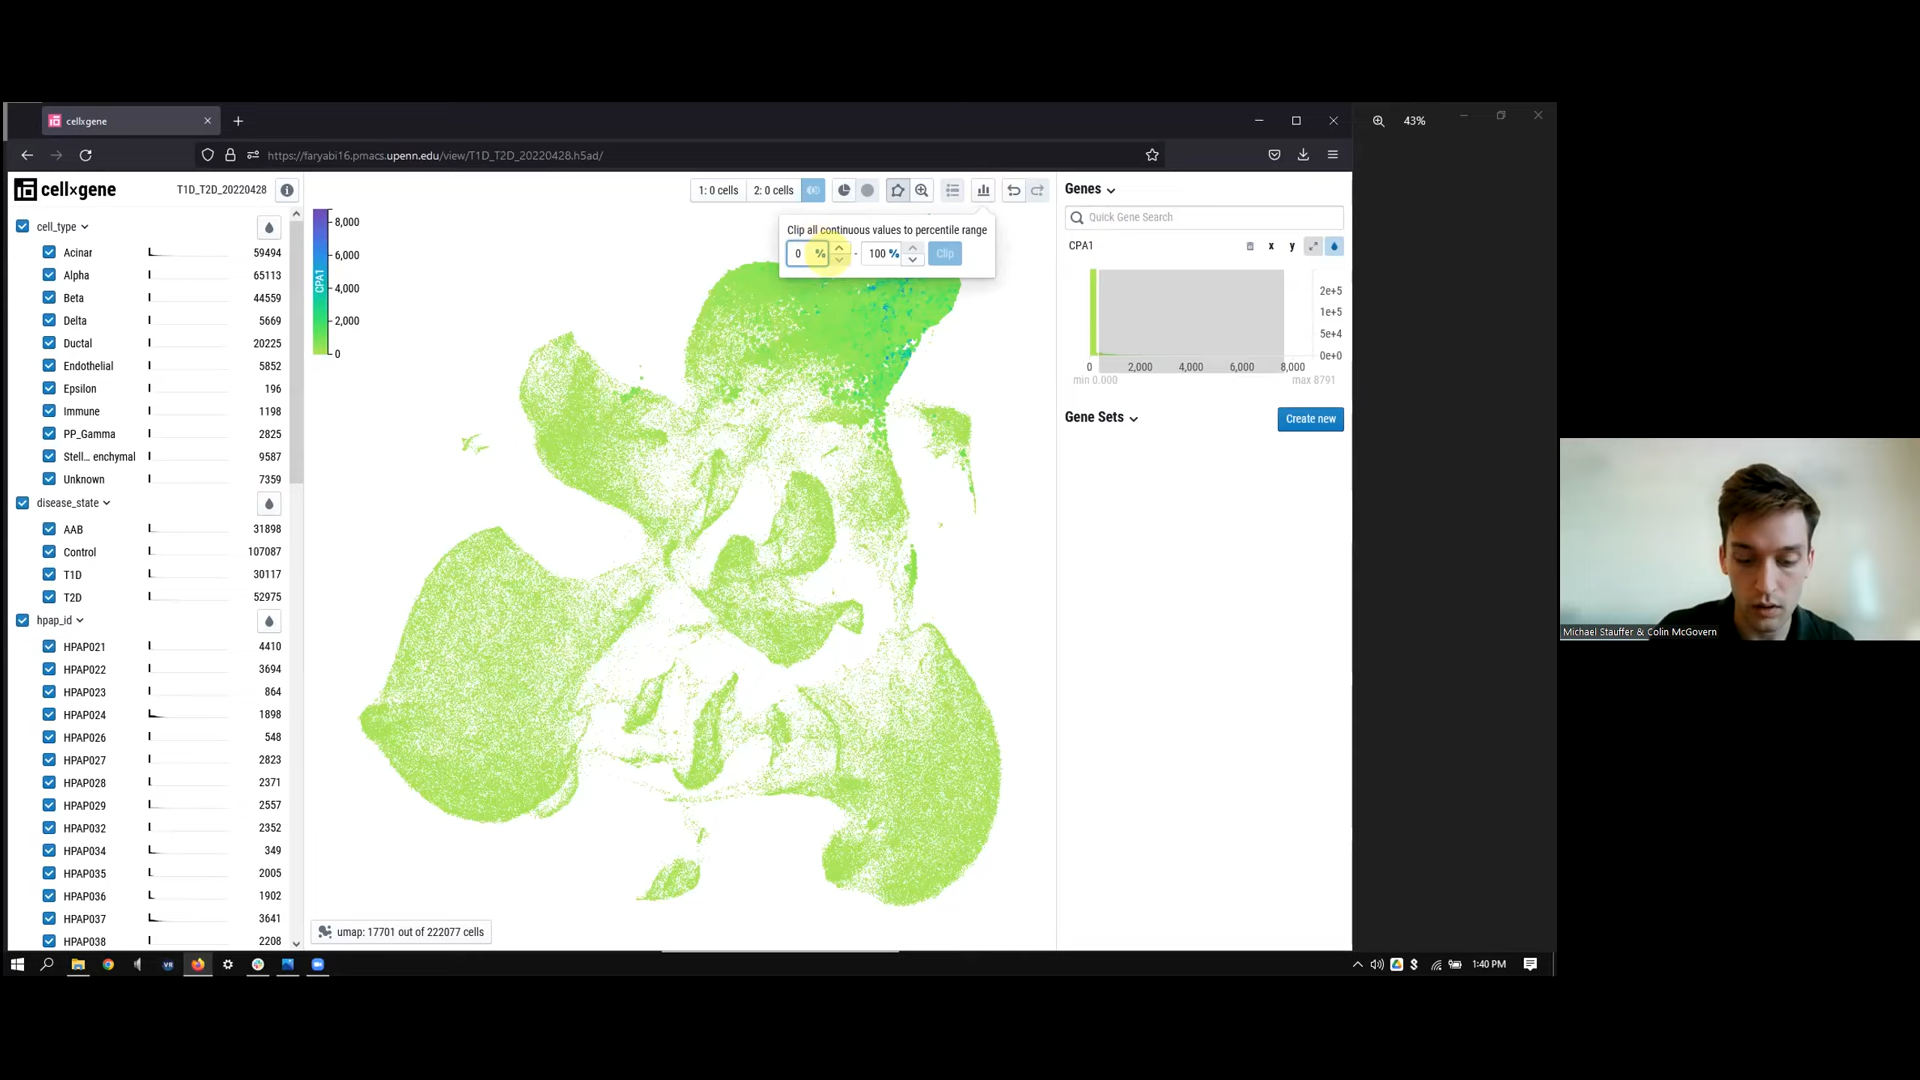 cellxgene
43%
https://faryabi16.pmacs.upenn.edu/view/T1D_T2D_20220428.h5ad/
cell×gene
T1D_T2D_20220428
1: 0 cells
2: 0 cells
Clip all continuous values to percentile range
0 %
-
100 %
Clip
cell_type
Acinar 59494
Alpha 65113
Beta 44559
Delta 5669
Ductal 20225
Endothelial 5852
Epsilon 196
Immune 1198
PP_Gamma 2825
Stell… enchymal 9587
Unknown 7359
disease_state
AAB 31898
Control 107087
T1D 30117
T2D 52975
hpap_id
HPAP021 4410
HPAP022 3694
HPAP023 864
HPAP024 1898
HPAP026 548
HPAP027 2823
HPAP028 2371
HPAP029 2557
HPAP032 2352
HPAP034 349
HPAP035 2005
HPAP036 1902
HPAP037 3641
HPAP038 2208
CPA1
8,000
6,000
4,000
2,000
0
umap: 17701 out of 222077 cells
Genes
Quick Gene Search
CPA1
x
y
2e+5
1e+5
5e+4
0e+0
0 2,000 4,000 6,000 8,000
min 0.000
max 8791
Gene Sets
Create new
Michael Stauffer & Colin McGovern
VR
1:40 PM